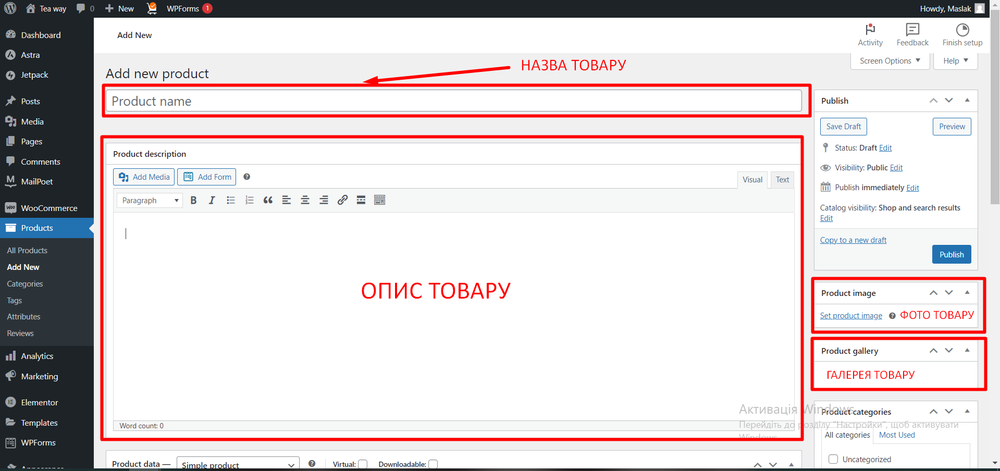 Tea way 0 New WPForms 1 Howdy, Maslak
Dashboard
Astra
Jetpack
Posts
Media
Pages
Comments
MailPoet
WooCommerce
Products
All Products
Add New
Categories
Tags
Attributes
Reviews
Analytics
Marketing
Elementor
Templates
WPForms
Add New
Activity Feedback Finish setup
Screen Options Help
Add new product
НАЗВА ТОВАРУ
Product name
Product description
Add Media Add Form
Visual Text
Paragraph
ОПИС ТОВАРУ
Word count: 0
Product data — Simple product Virtual: Downloadable:
Publish
Save Draft Preview
Status: Draft Edit
Visibility: Public Edit
Publish immediately Edit
Catalog visibility: Shop and search results
Edit
Copy to a new draft
Publish
Product image
Set product image ФОТО ТОВАРУ
Product gallery
ГАЛЕРЕЯ ТОВАРУ
Активація Windows
Product categories
Перейдіть до розділу "Настройки", щоб активувати
Windows
All categories Most Used
Uncategorized